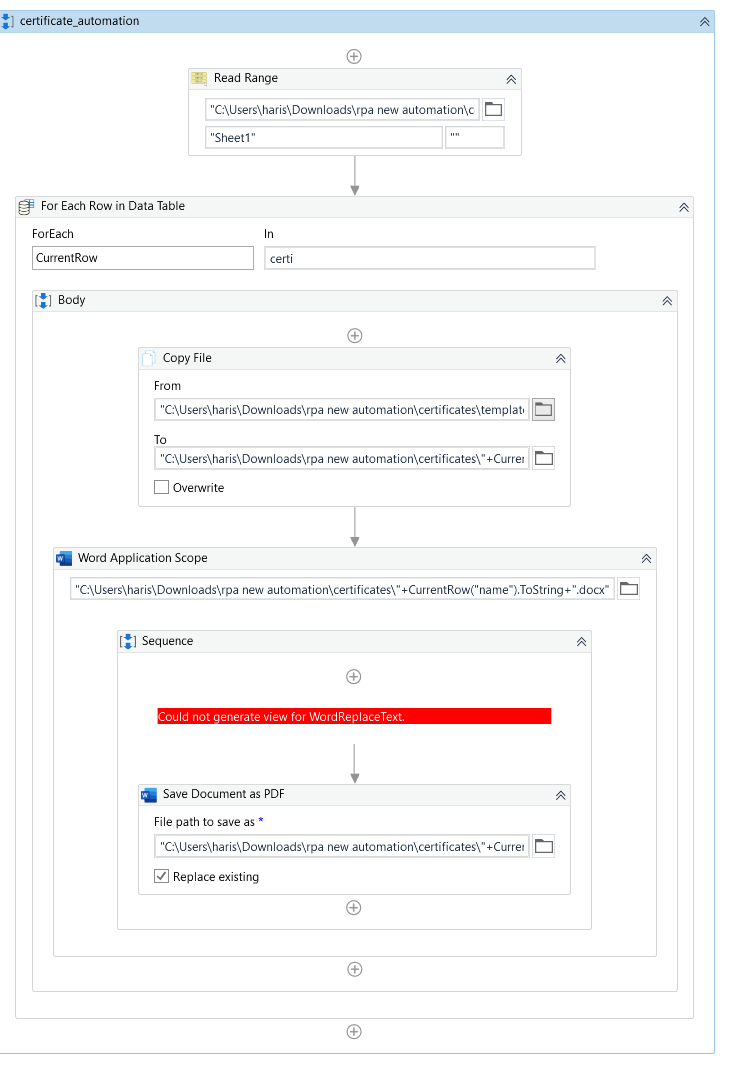 certificate_automation
Read Range
"C:\Users\haris\Downloads\rpa new automation\c
"Sheet1" ""
For Each Row in Data Table
ForEach In
CurrentRow certi
Body
Copy File
From
"C:\Users\haris\Downloads\rpa new automation\certificates\template
To
"C:\Users\haris\Downloads\rpa new automation\certificates\"+Currer
Overwrite
Word Application Scope
"C:\Users\haris\Downloads\rpa new automation\certificates\"+CurrentRow("name").ToString+".docx"
Sequence
Could not generate view for WordReplaceText.
Save Document as PDF
File path to save as *
"C:\Users\haris\Downloads\rpa new automation\certificates\"+Currer
Replace existing